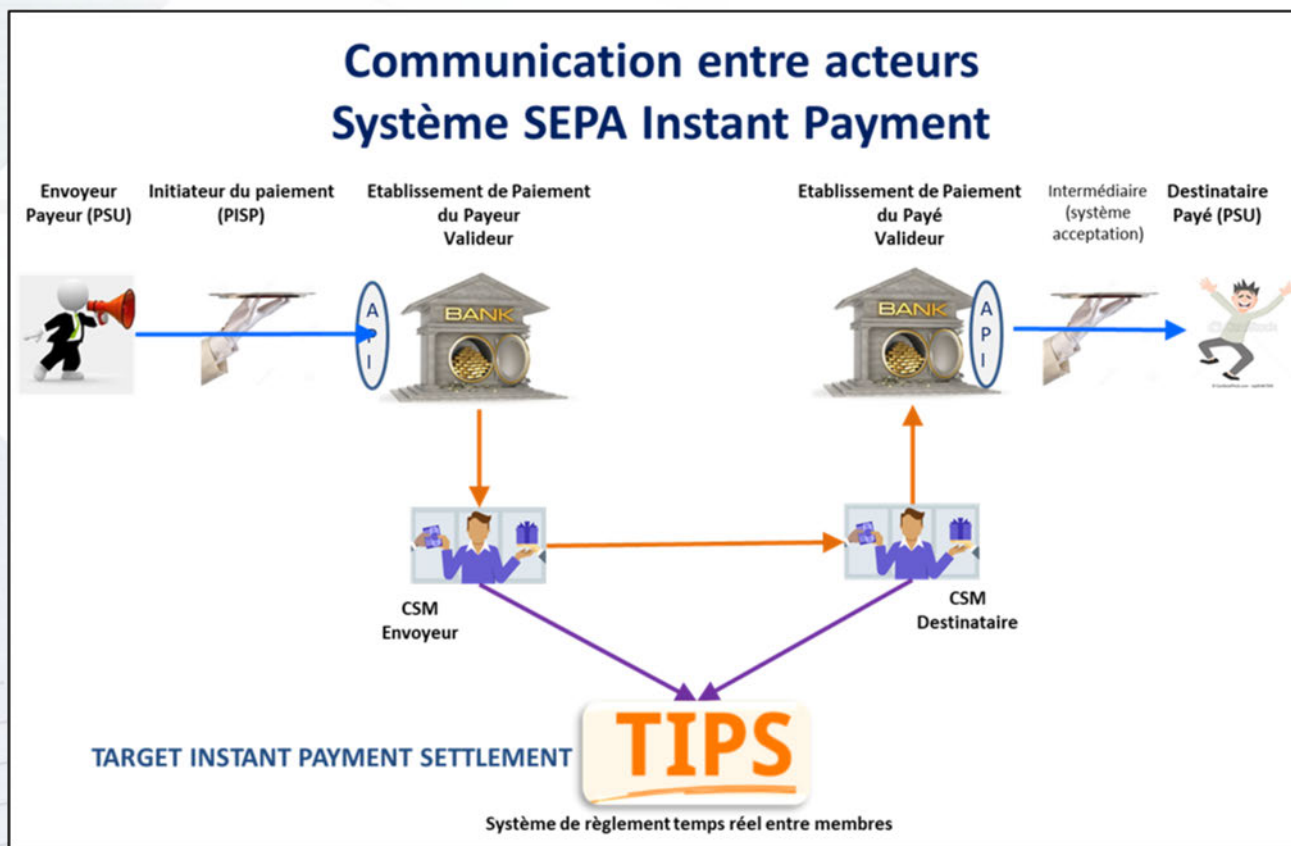 Communication entre acteurs
Système SEPA Instant Payment
Envoyeur
Payeur (PSU)
Initiateur du paiement
(PISP)
Etablissement de Paiement
du Payeur
Valideur
Etablissement de Paiement
du Payé
Valideur
Intermédiaire
(système
acceptation)
Destinataire
Payé (PSU)
A
P
I
BANK
BANK
A
P
I
CSM
Envoyeur
CSM
Destinataire
TARGET INSTANT PAYMENT SETTLEMENT
TIPS
Système de règlement temps réel entre membres